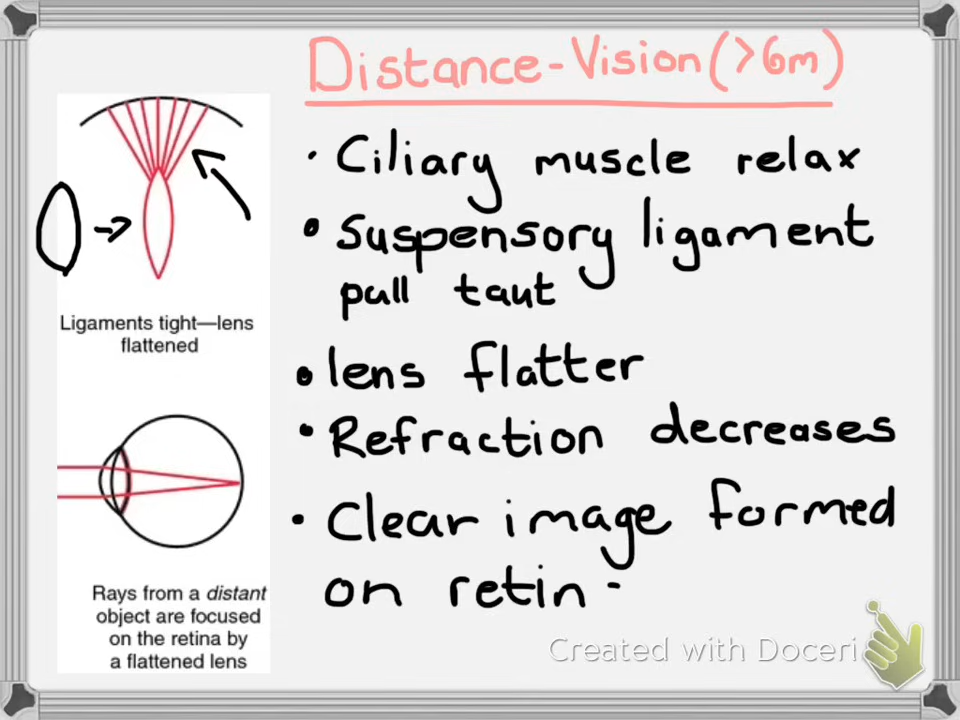 Distance-Vision (>6m)
• Ciliary muscle relax
• Suspensory ligament
pull taut
• lens flatter
• Refraction decreases
• Clear image formed
on retin
Ligaments tight—lens
flattened
Rays from a distant
object are focused
on the retina by
a flattened lens
Created with Doceri